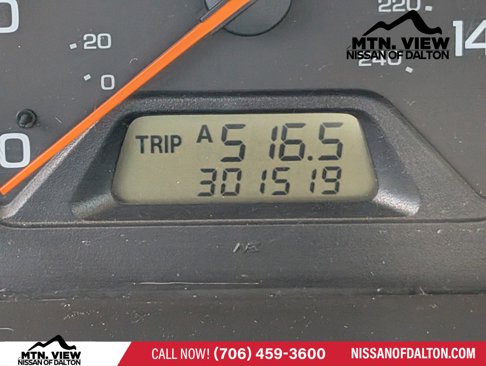 20
220
MTN. VIEW
NISSAN OF DALTON
14
0
240
TRIP A 516.5
301519
MTN. VIEW
NISSAN OF DALTON
CALL NOW! (706) 459-3600
NISSANOFDALTON.COM